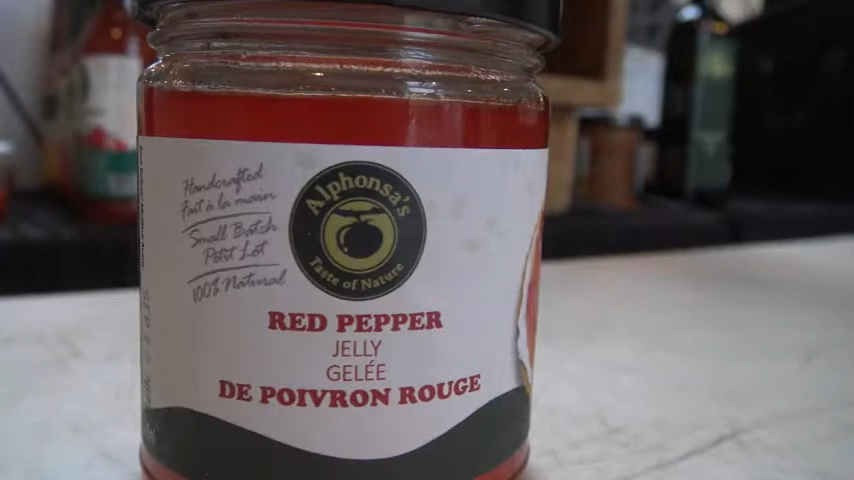 Handcrafted
Fait à la main
Small Batch
Petit Lot
100% Natural
Alphonsa's
Taste of Nature
RED PEPPER
JELLY
GELÉE
DE POIVRON ROUGE